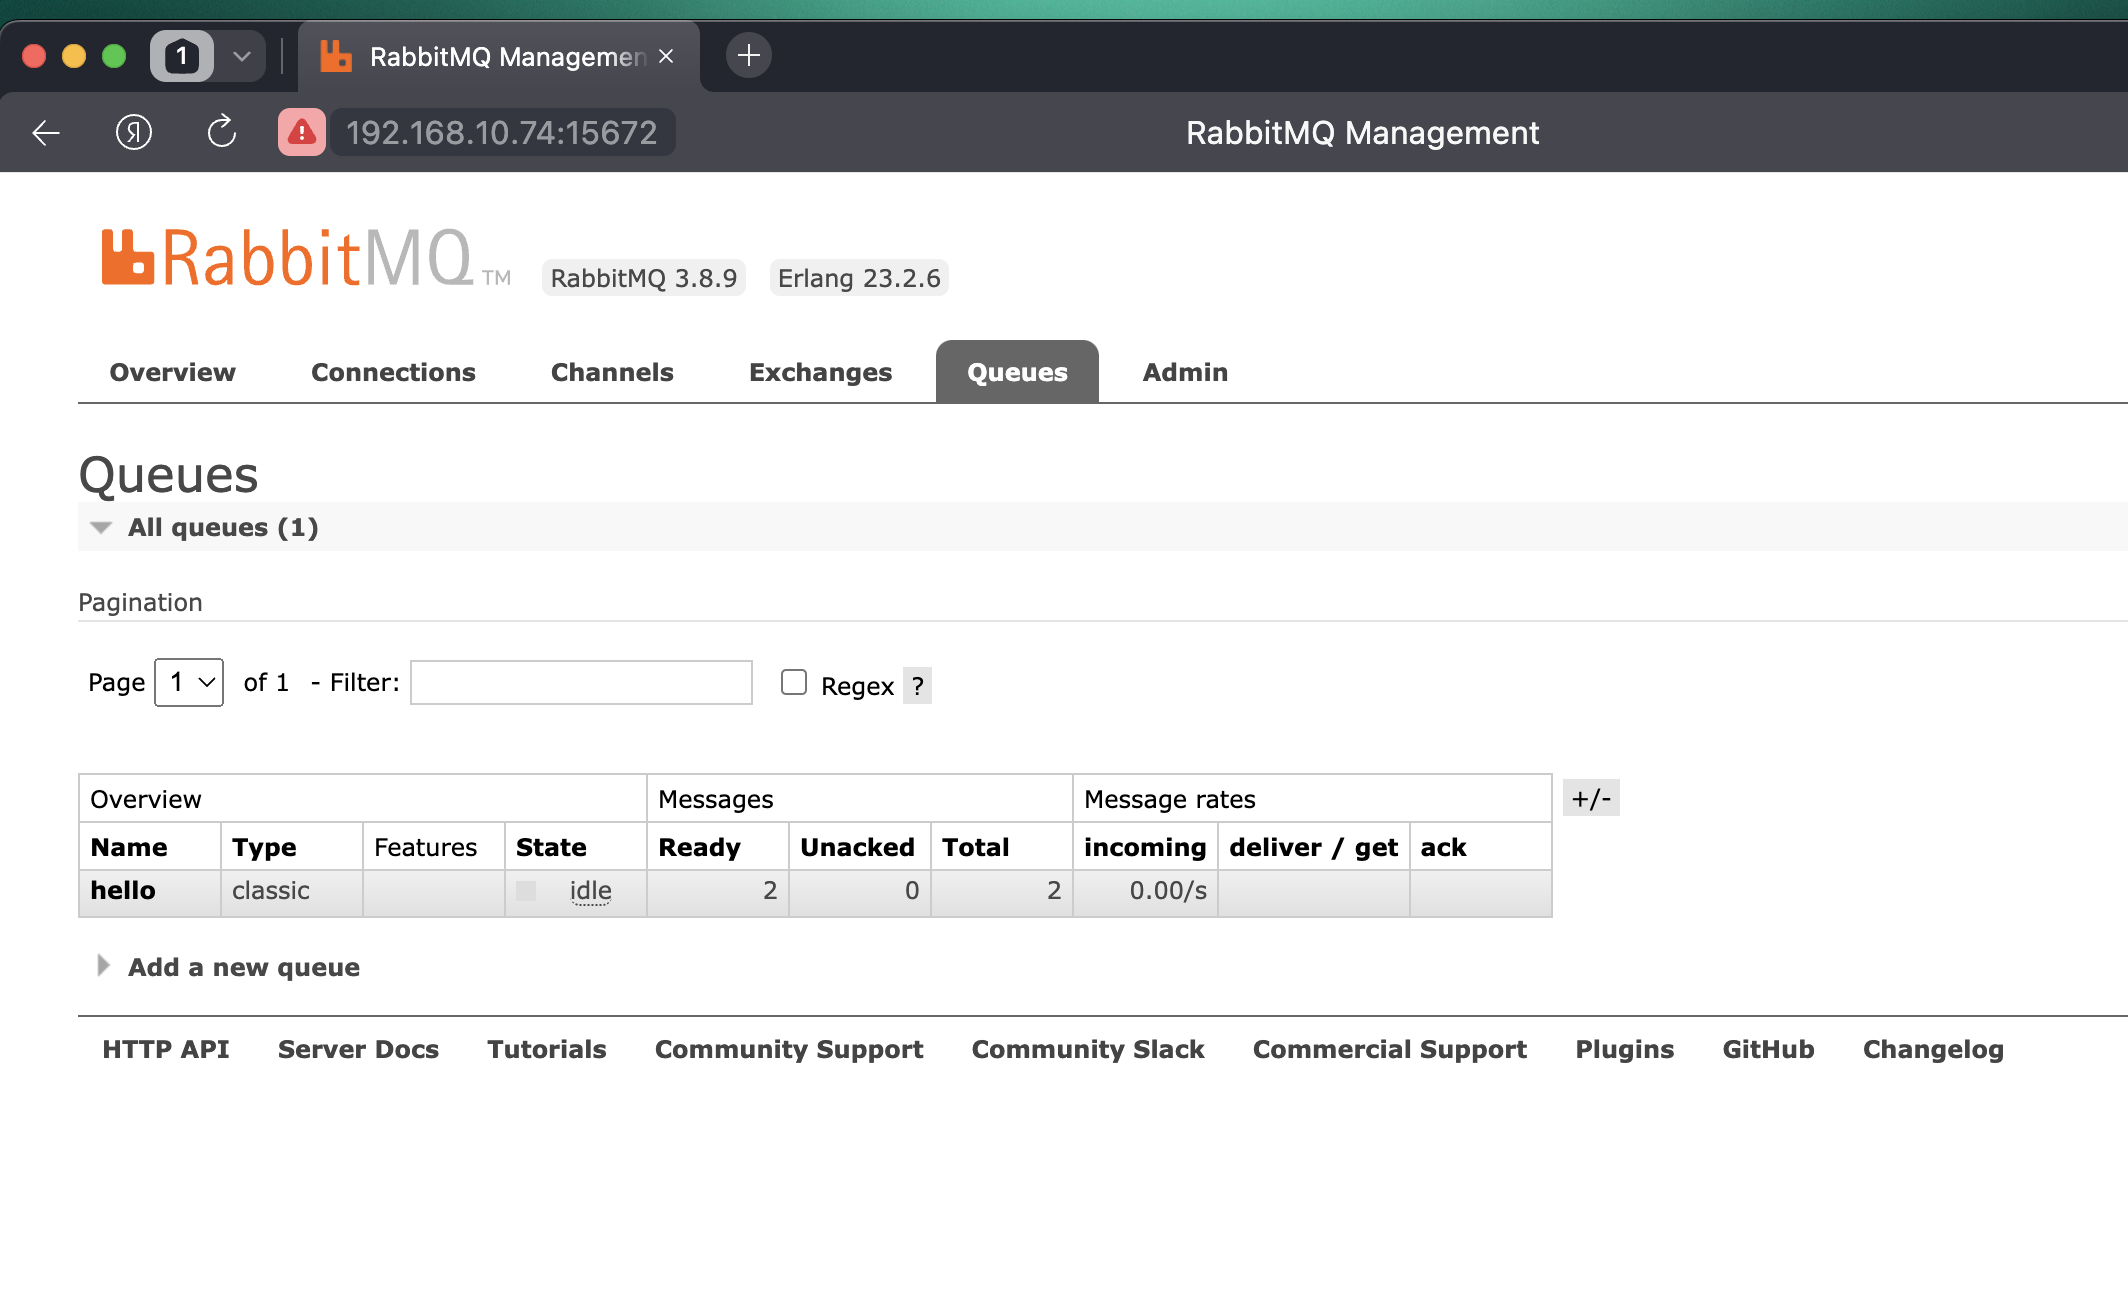 1
RabbitMQ Managemen
Я
192.168.10.74:15672
RabbitMQ Management
RabbitMQ TM
RabbitMQ 3.8.9
Erlang 23.2.6
Overview Connections Channels Exchanges Queues Admin
Queues
All queues (1)
Pagination
Page 1 of 1 - Filter: Regex ?
Overview Messages Message rates +/-
Name Type Features State Ready Unacked Total incoming deliver / get ack
hello classic idle 2 0 2 0.00/s
Add a new queue
HTTP API Server Docs Tutorials Community Support Community Slack Commercial Support Plugins GitHub Changelog